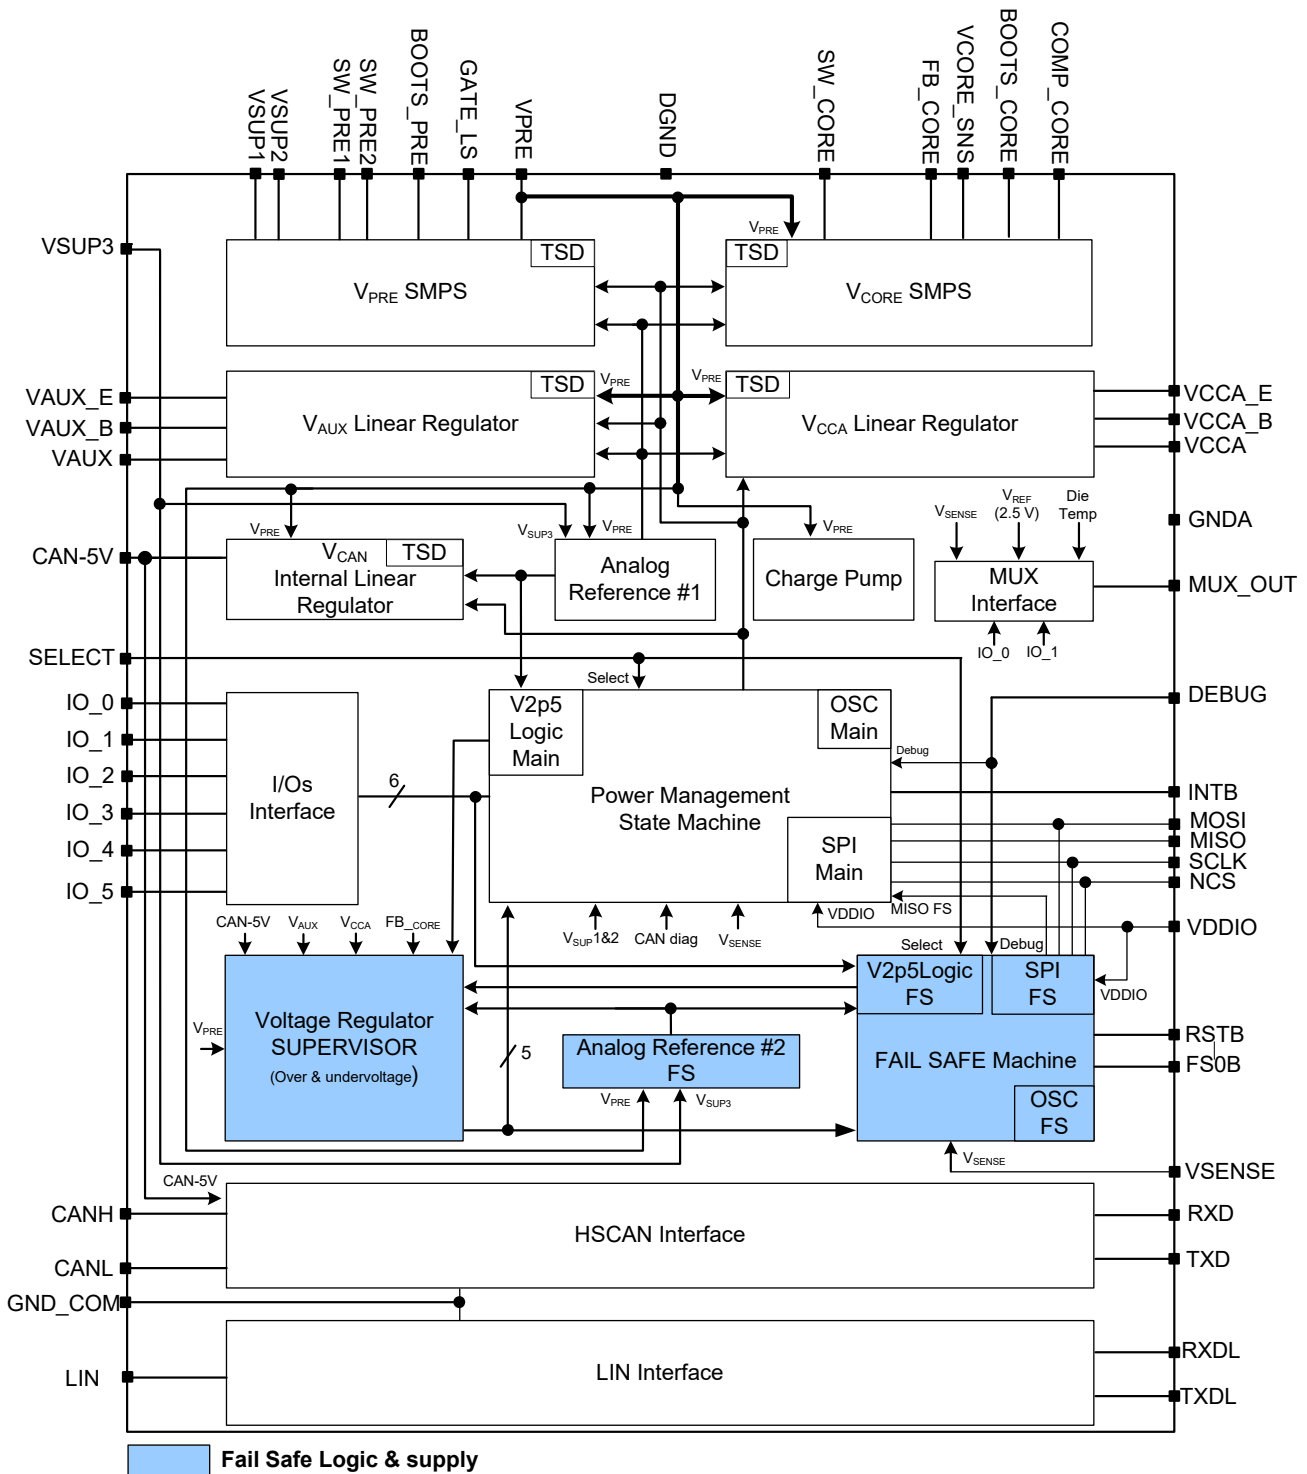 VSUP1
VSUP2
SW_PRE1
SW_PRE2
BOOTS_PRE
GATE_LS
VPRE
DGND
SW_CORE
FB_CORE
VCORE_SNS
BOOTS_CORE
COMP_CORE
VSUP3
TSD
VPRE SMPS
VPRE
TSD
VCORE SMPS
VAUX_E
VAUX_B
VAUX
TSD
VAUX Linear Regulator
VPRE
VPRE
TSD
VCCA Linear Regulator
VCCA_E
VCCA_B
VCCA
GNDA
CAN-5V
VPRE
VCAN
TSD
Internal Linear
Regulator
VSUP3
VPRE
Analog
Reference #1
VPRE
Charge Pump
VSENSE
VREF
(2.5 V)
Die
Temp
MUX
Interface
IO_0
IO_1
MUX_OUT
SELECT
Select
DEBUG
IO_0
IO_1
IO_2
IO_3
IO_4
IO_5
I/Os
Interface
6
V2p5
Logic
Main
OSC
Main
Debug
Power Management
State Machine
SPI
Main
INTB
MOSI
MISO
SCLK
NCS
VDDIO
VDDIO
MISO FS
VSUP1&2
CAN diag
VSENSE
CAN-5V
VAUX
VCCA
FB_CORE
VPRE
Voltage Regulator
SUPERVISOR
(Over & undervoltage)
5
Analog Reference #2
FS
VPRE
VSUP3
Select
Debug
V2p5Logic
FS
SPI
FS
VDDIO
FAIL SAFE Machine
OSC
FS
VSENSE
RSTB
FS0B
VSENSE
CAN-5V
CANH
CANL
GND_COM
HSCAN Interface
RXD
TXD
LIN
LIN Interface
RXDL
TXDL
Fail Safe Logic & supply